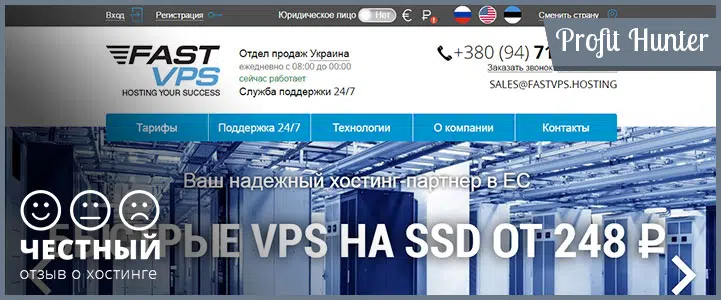 Вход Регистрация Юридическое лицо Нет € ₽ Сменить страну
Profit Hunter
FAST
VPS
HOSTING YOUR SUCCESS
Отдел продаж Украина
ежедневно с 08:00 до 00:00
сейчас работает
Служба поддержки 24/7
+380 (94) 71
Заказать звонок
SALES@FASTVPS.HOSTING
Тарифы Поддержка 24/7 Технологии О компании Контакты
Ваш надежный хостинг-партнер в ЕС
БЫСТРЫЕ VPS НА SSD ОТ 248 ₽
ЧЕСТНЫЙ
отзыв о хостинге